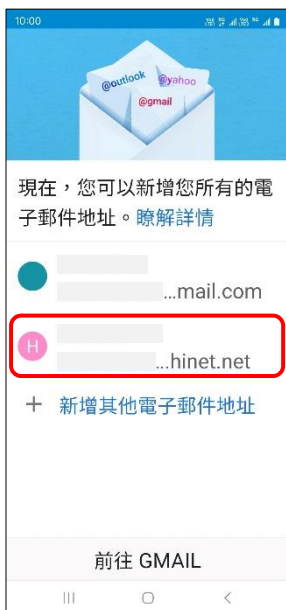 10:00
@outlook
@yahoo
@gmail
現在，您可以新增您所有的電
子郵件地址。瞭解詳情
...mail.com
H
...hinet.net
+ 新增其他電子郵件地址
前往 GMAIL